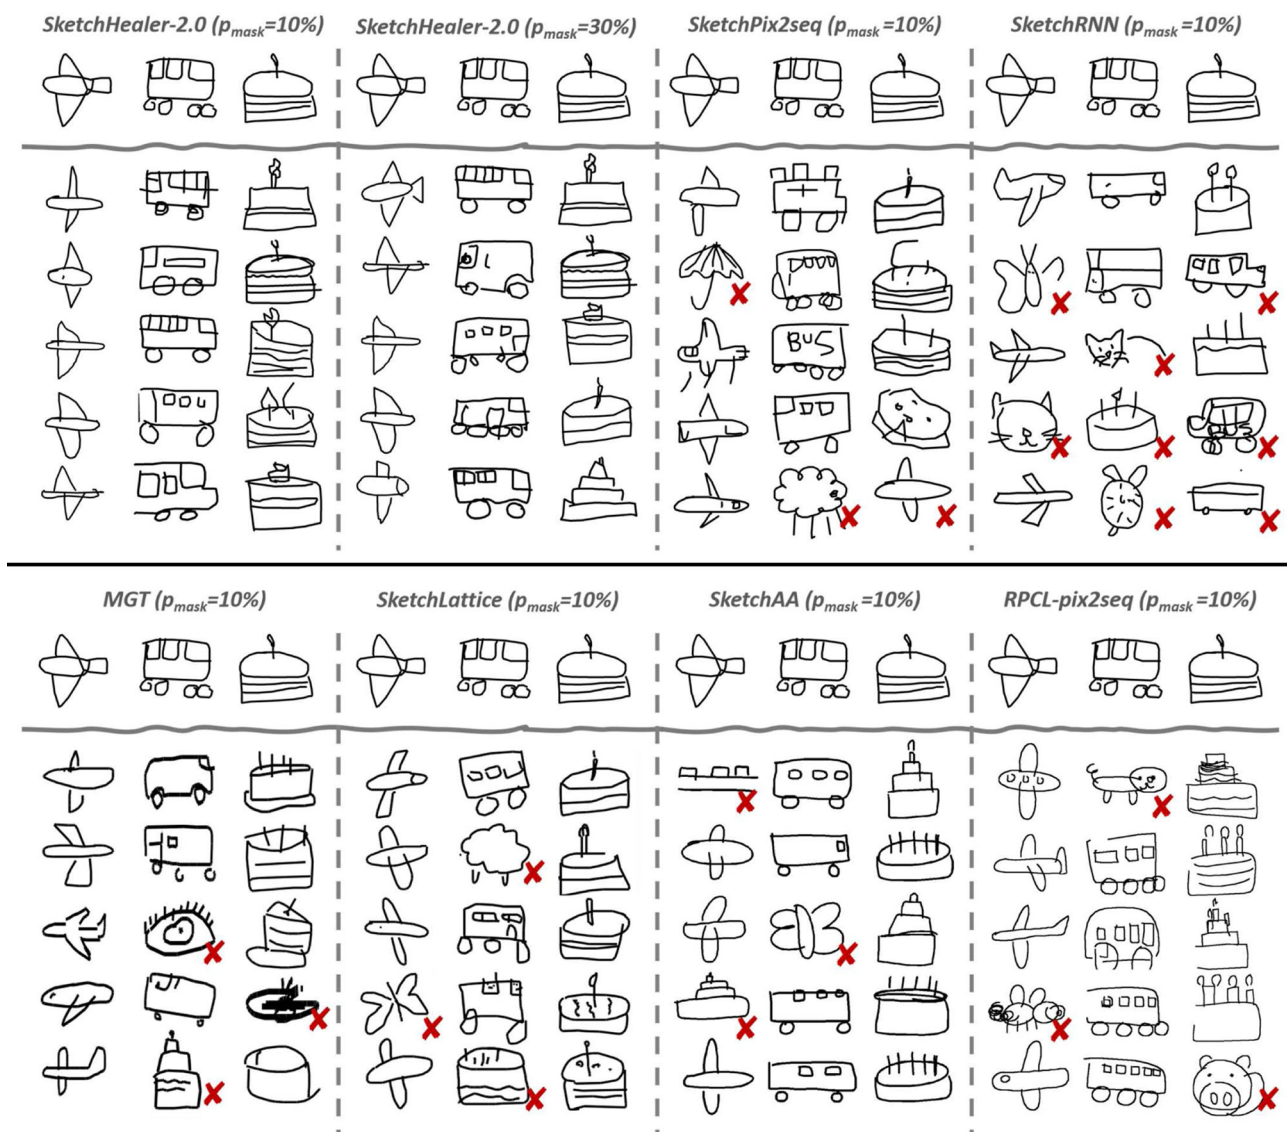 SketchHealer-2.0 (pmask=10%)
SketchHealer-2.0 (pmask=30%)
SketchPix2seq (pmask=10%)
SketchRNN (pmask=10%)
BUS
MGT (pmask=10%)
SketchLattice (pmask=10%)
SketchAA (pmask=10%)
RPCL-pix2seq (pmask=10%)